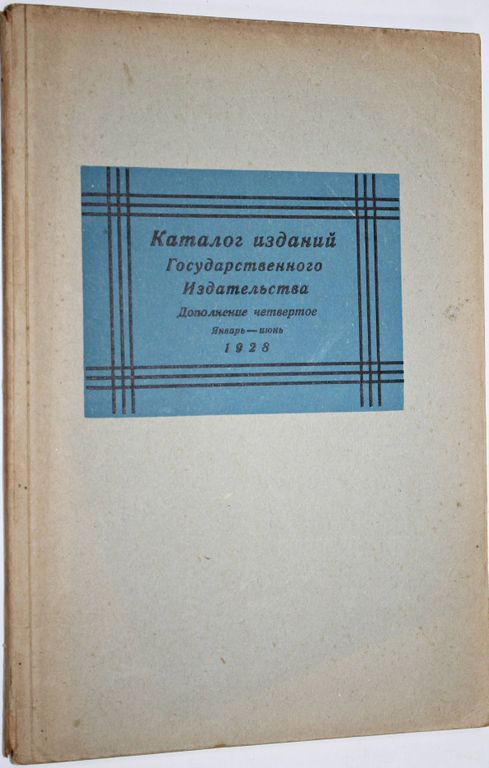 Каталог изданий
Государственного
Издательства
Дополнение четвертое
Январь—июнь
1928